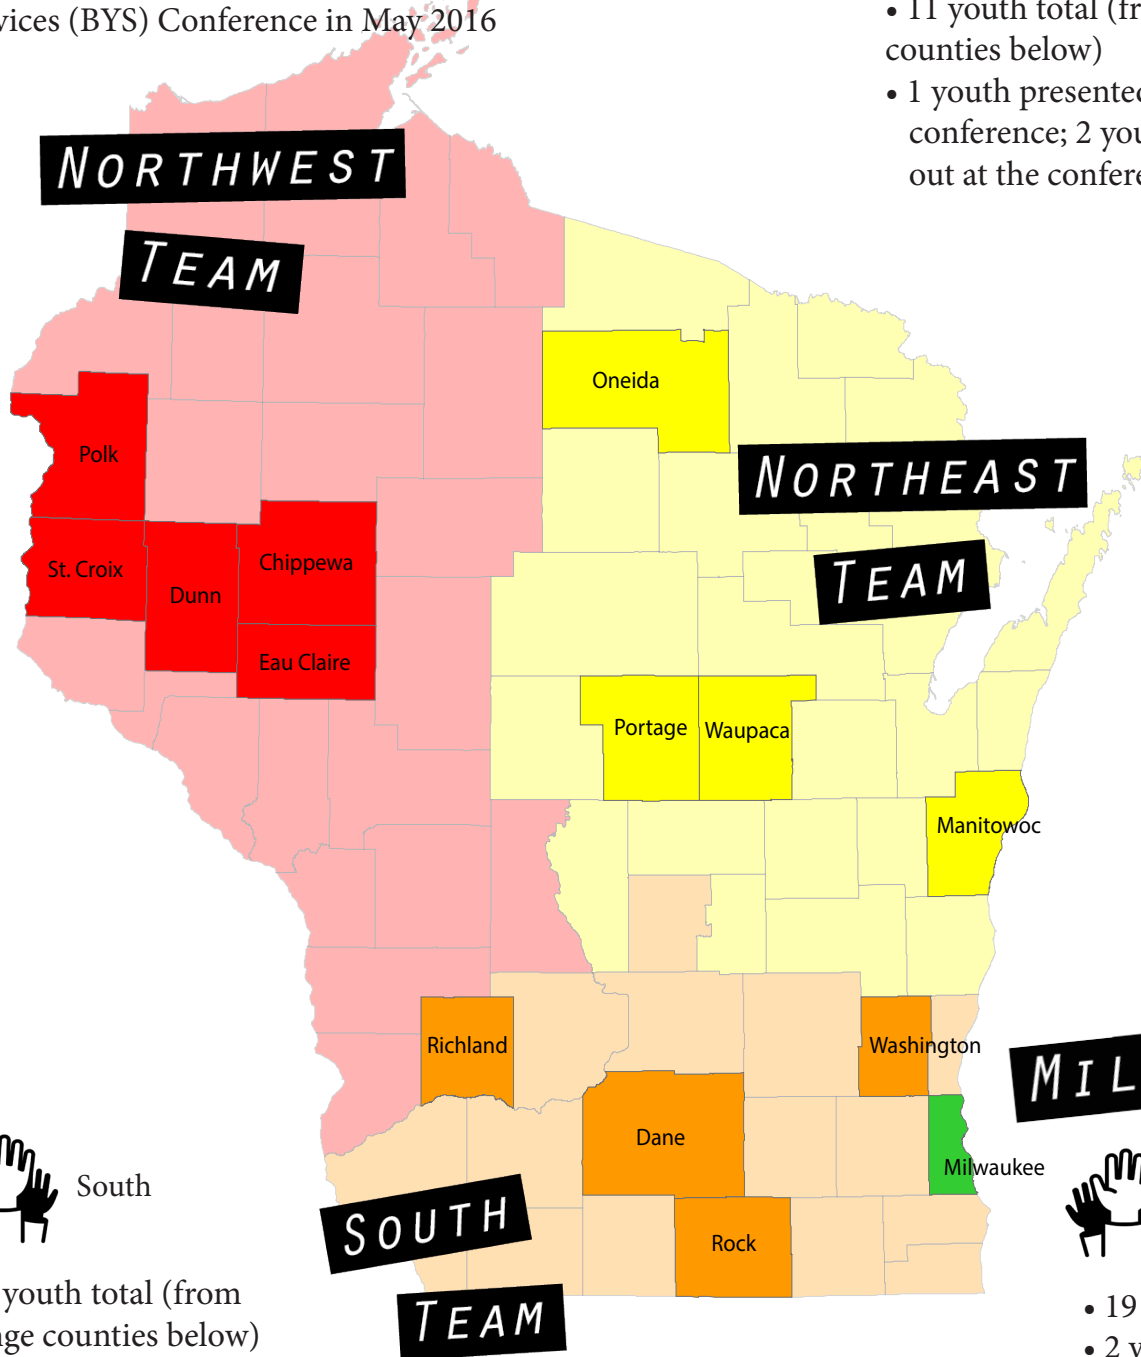 vices (BYS) Conference in May 2016
• 11 youth total (fr
counties below)
• 1 youth presented
conference; 2 you
out at the confere
NORTHWEST
TEAM
Oneida
Polk
NORTHEAST
TEAM
Chippewa
St. Croix
Dunn
Eau Claire
Portage
Waupaca
Manitowoc
Richland
Washington
MIL
Dane
Milwaukee
South
SOUTH
Rock
TEAM
youth total (from
nge counties below)
• 19
• 2